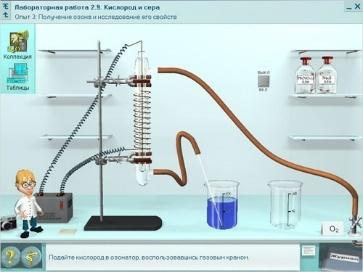 Лабораторная работа 2.9. Кислород и сера
Опыт 3: Получение озона и исследование его свойств
Коллекция
Таблицы
O₂
Подайте кислород в озонатор, воспользовавшись газовым краном.